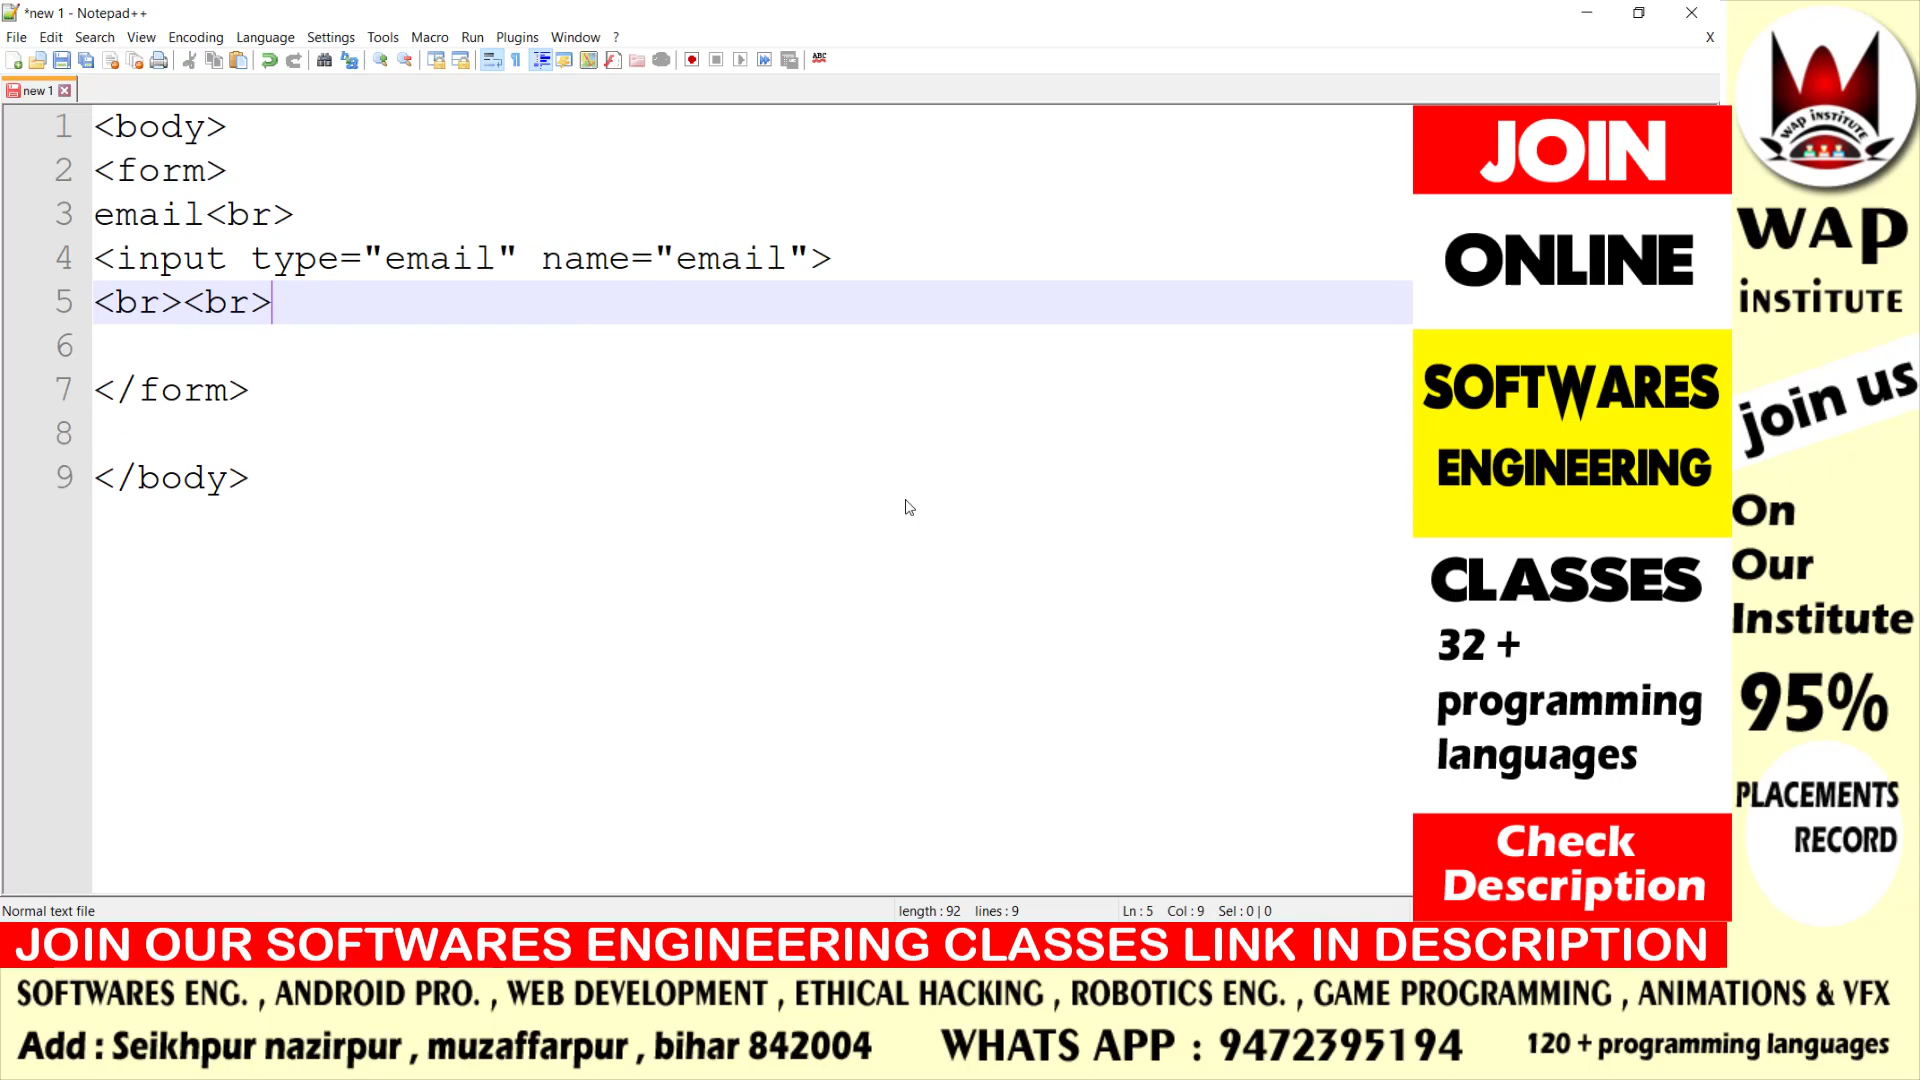 *new 1 - Notepad++
File Edit Search View Encoding Language Settings Tools Macro Run Plugins Window ?
X
ABC
new 1
1 <body>
2 <form>
3 email<br>
4 <input type="email" name="email">
5 <br><br>
6
7 </form>
8
9 </body>
Normal text file
length : 92 lines : 9
Ln : 5 Col : 9 Sel : 0 | 0
JOIN
ONLINE
SOFTWARES
ENGINEERING
CLASSES
32 +
programming
languages
Check
Description
WAP INSTITUTE
WAP
INSTITUTE
join us
On
Our
Institute
95%
PLACEMENTS
RECORD
JOIN OUR SOFTWARES ENGINEERING CLASSES LINK IN DESCRIPTION
SOFTWARES ENG. , ANDROID PRO. , WEB DEVELOPMENT , ETHICAL HACKING , ROBOTICS ENG. , GAME PROGRAMMING , ANIMATIONS & VFX
Add : Seikhpur nazirpur , muzaffarpur , bihar 842004 WHATS APP : 9472395194 120 + programming languages